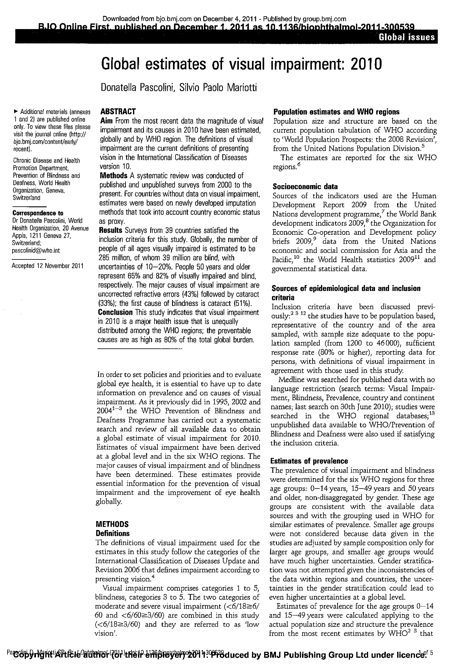 Downloaded from bjo.bmj.com on December 4, 2011 - Published by group.bmj.com
BJO Online First, published on December 1, 2011 as 10.1136/bjophthalmol-2011-300539
Global issues
Global estimates of visual impairment: 2010
Donatella Pascolini, Silvio Paolo Mariotti
► Additional materials (annexes
1 and 2) are published online
only. To view these files please
visit the journal online (http://
bjo.bmj.com/content/early/
recent).
Chronic Disease and Health
Promotion Department,
Prevention of Blindness and
Deafness, World Health
Organization, Geneva,
Switzerland
Correspondence to
Dr Donatella Pascolini, World
Health Organization, 20 Avenue
Appia, 1211 Geneva 27,
Switzerland;
pascolinid@who.int
Accepted 12 November 2011
ABSTRACT
Aim From the most recent data the magnitude of visual
impairment and its causes in 2010 have been estimated,
globally and by WHO region. The definitions of visual
impairment are the current definitions of presenting
vision in the International Classification of Diseases
version 10.
Methods A systematic review was conducted of
published and unpublished surveys from 2000 to the
present. For countries without data on visual impairment,
estimates were based on newly developed imputation
methods that took into account country economic status
as proxy.
Results Surveys from 39 countries satisfied the
inclusion criteria for this study. Globally, the number of
people of all ages visually impaired is estimated to be
285 million, of whom 39 million are blind, with
uncertainties of 10–20%. People 50 years and older
represent 65% and 82% of visually impaired and blind,
respectively. The major causes of visual impairment are
uncorrected refractive errors (43%) followed by cataract
(33%); the first cause of blindness is cataract (51%).
Conclusion This study indicates that visual impairment
in 2010 is a major health issue that is unequally
distributed among the WHO regions; the preventable
causes are as high as 80% of the total global burden.
In order to set policies and priorities and to evaluate
global eye health, it is essential to have up to date
information on prevalence and on causes of visual
impairment. As it previously did in 1995, 2002 and
2004¹⁻³ the WHO Prevention of Blindness and
Deafness Programme has carried out a systematic
search and review of all available data to obtain
a global estimate of visual impairment for 2010.
Estimates of visual impairment have been derived
at a global level and in the six WHO regions. The
major causes of visual impairment and of blindness
have been determined. These estimates provide
essential information for the prevention of visual
impairment and the improvement of eye health
globally.
METHODS
Definitions
The definitions of visual impairment used for the
estimates in this study follow the categories of the
International Classification of Diseases Update and
Revision 2006 that defines impairment according to
presenting vision.⁴
Visual impairment comprises categories 1 to 5,
blindness, categories 3 to 5. The two categories of
moderate and severe visual impairment (<6/18≥6/
60 and <6/60≥3/60) are combined in this study
(<6/18≥3/60) and they are referred to as 'low
vision'.
Population estimates and WHO regions
Population size and structure are based on the
current population tabulation of WHO according
to 'World Population Prospects: the 2008 Revision',
from the United Nations Population Division.⁵
The estimates are reported for the six WHO
regions.⁶
Socioeconomic data
Sources of the indicators used are the Human
Development Report 2009 from the United
Nations development programme,⁷ the World Bank
development indicators 2009,⁸ the Organization for
Economic Co-operation and Development policy
briefs 2009,⁹ data from the United Nations
economic and social commission for Asia and the
Pacific,¹⁰ the World Health statistics 2009¹¹ and
governmental statistical data.
Sources of epidemiological data and inclusion
criteria
Inclusion criteria have been discussed previ-
ously:² ³ ¹² the studies have to be population based,
representative of the country and of the area
sampled, with sample size adequate to the popu-
lation sampled (from 1200 to 46000), sufficient
response rate (80% or higher), reporting data for
persons, with definitions of visual impairment in
agreement with those used in this study.
Medline was searched for published data with no
language restriction (search terms: Visual Impair-
ment, Blindness, Prevalence, country and continent
names; last search on 30th June 2010); studies were
searched in the WHO regional databases,¹³
unpublished data available to WHO/Prevention of
Blindness and Deafness were also used if satisfying
the inclusion criteria.
Estimates of prevalence
The prevalence of visual impairment and blindness
were determined for the six WHO regions for three
age groups: 0–14 years, 15–49 years and 50 years
and older, non-disaggregated by gender. These age
groups are consistent with the available data
sources and with the grouping used in WHO for
similar estimates of prevalence. Smaller age groups
were not considered because data given in the
studies are adjusted by sample composition only for
larger age groups, and smaller age groups would
have much higher uncertainties. Gender stratifica-
tion was not attempted given the inconsistencies of
the data within regions and countries, the uncer-
tainties in the gender stratification could lead to
even higher uncertainties at a global level.
Estimates of prevalence for the age groups 0–14
and 15–49 years were calculated applying the
actual population size and structure the prevalence
from the most recent estimates by WHO² ³ that
Copyright Article author (or their employer) 2011. Produced by BMJ Publishing Group Ltd under licence.
of 5